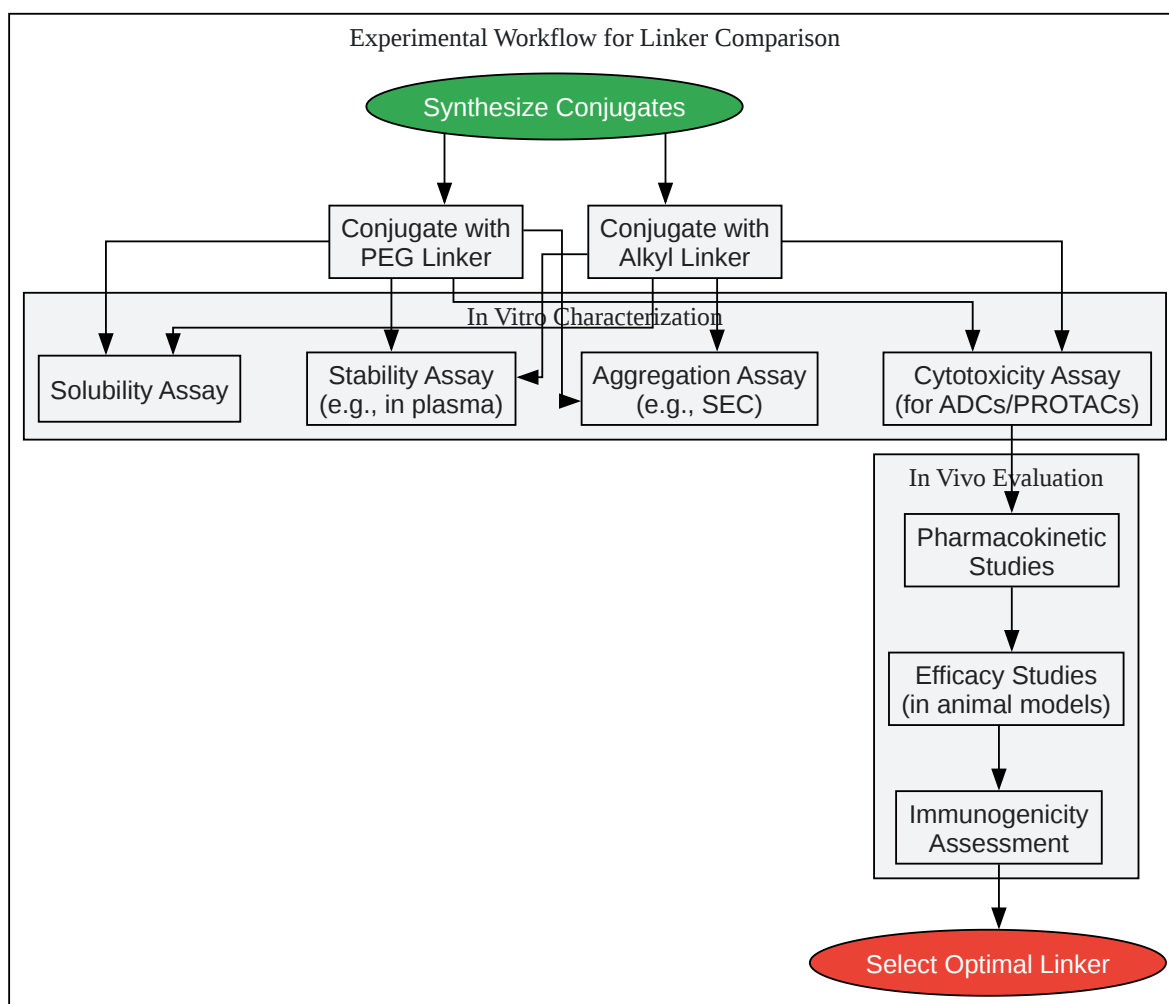 Experimental Workflow for Linker Comparison
Synthesize Conjugates
Conjugate with
PEG Linker
Conjugate with
Alkyl Linker
In Vitro Characterization
Solubility Assay
Stability Assay
(e.g., in plasma)
Aggregation Assay
(e.g., SEC)
Cytotoxicity Assay
(for ADCs/PROTACs)
In Vivo Evaluation
Pharmacokinetic
Studies
Efficacy Studies
(in animal models)
Immunogenicity
Assessment
Select Optimal Linker